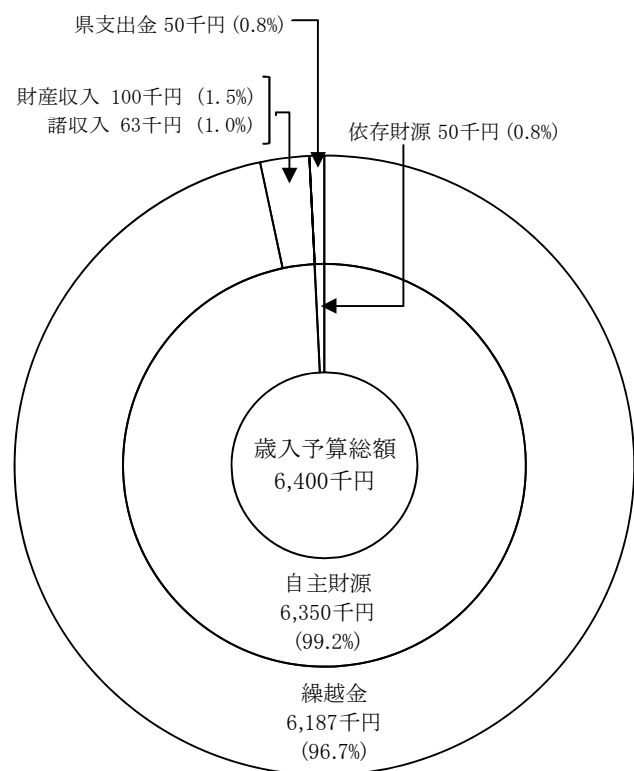 県支出金 50千円 (0.8%)
財産収入 100千円 (1.5%)
諸収入 63千円 (1.0%)
依存財源 50千円 (0.8%)
歳入予算総額
6,400千円
自主財源
6,350千円
(99.2%)
繰越金
6,187千円
(96.7%)